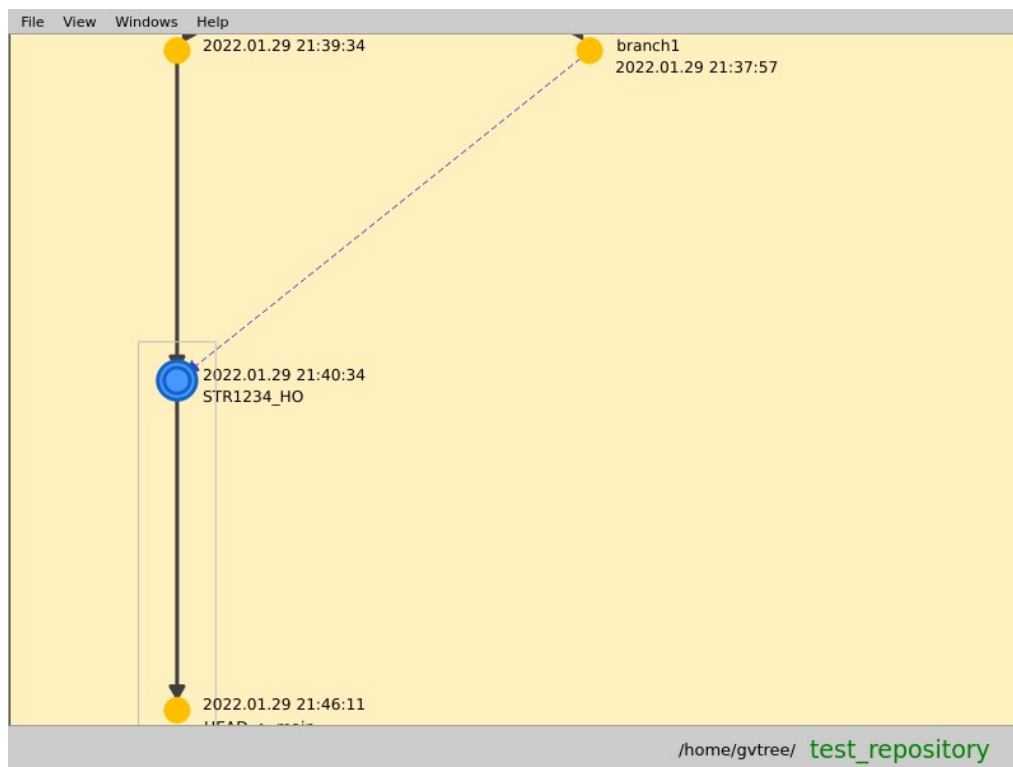 File View Windows Help
2022.01.29 21:39:34
branch1
2022.01.29 21:37:57
2022.01.29 21:40:34
STR1234_HO
2022.01.29 21:46:11
/home/gvtree/ test_repository